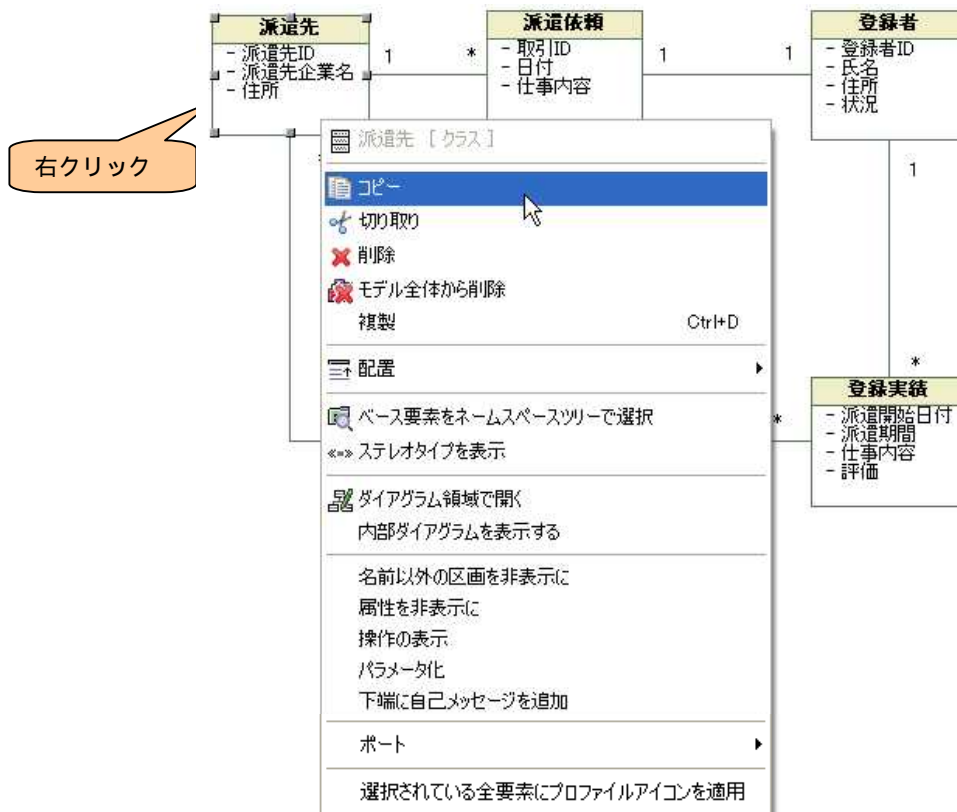 派遣先
- 派遣先ID
- 派遣先企業名
- 住所
1
*
派遣依頼
- 取引ID
- 日付
- 仕事内容
1
1
登録者
- 登録者ID
- 氏名
- 住所
- 状況
右クリック
派遣先 [ クラス ]
コピー
切り取り
削除
モデル全体から削除
複製 Ctrl+D
配置
ベース要素をネームスペースツリーで選択
«=» ステレオタイプを表示
ダイアグラム領域で開く
内部ダイアグラムを表示する
名前以外の区画を非表示に
属性を非表示に
操作の表示
パラメータ化
下端に自己メッセージを追加
ポート
選択されている全要素にプロファイルアイコンを適用
1
*
*
登録実績
- 派遣開始日付
- 派遣期間
- 仕事内容
- 評価